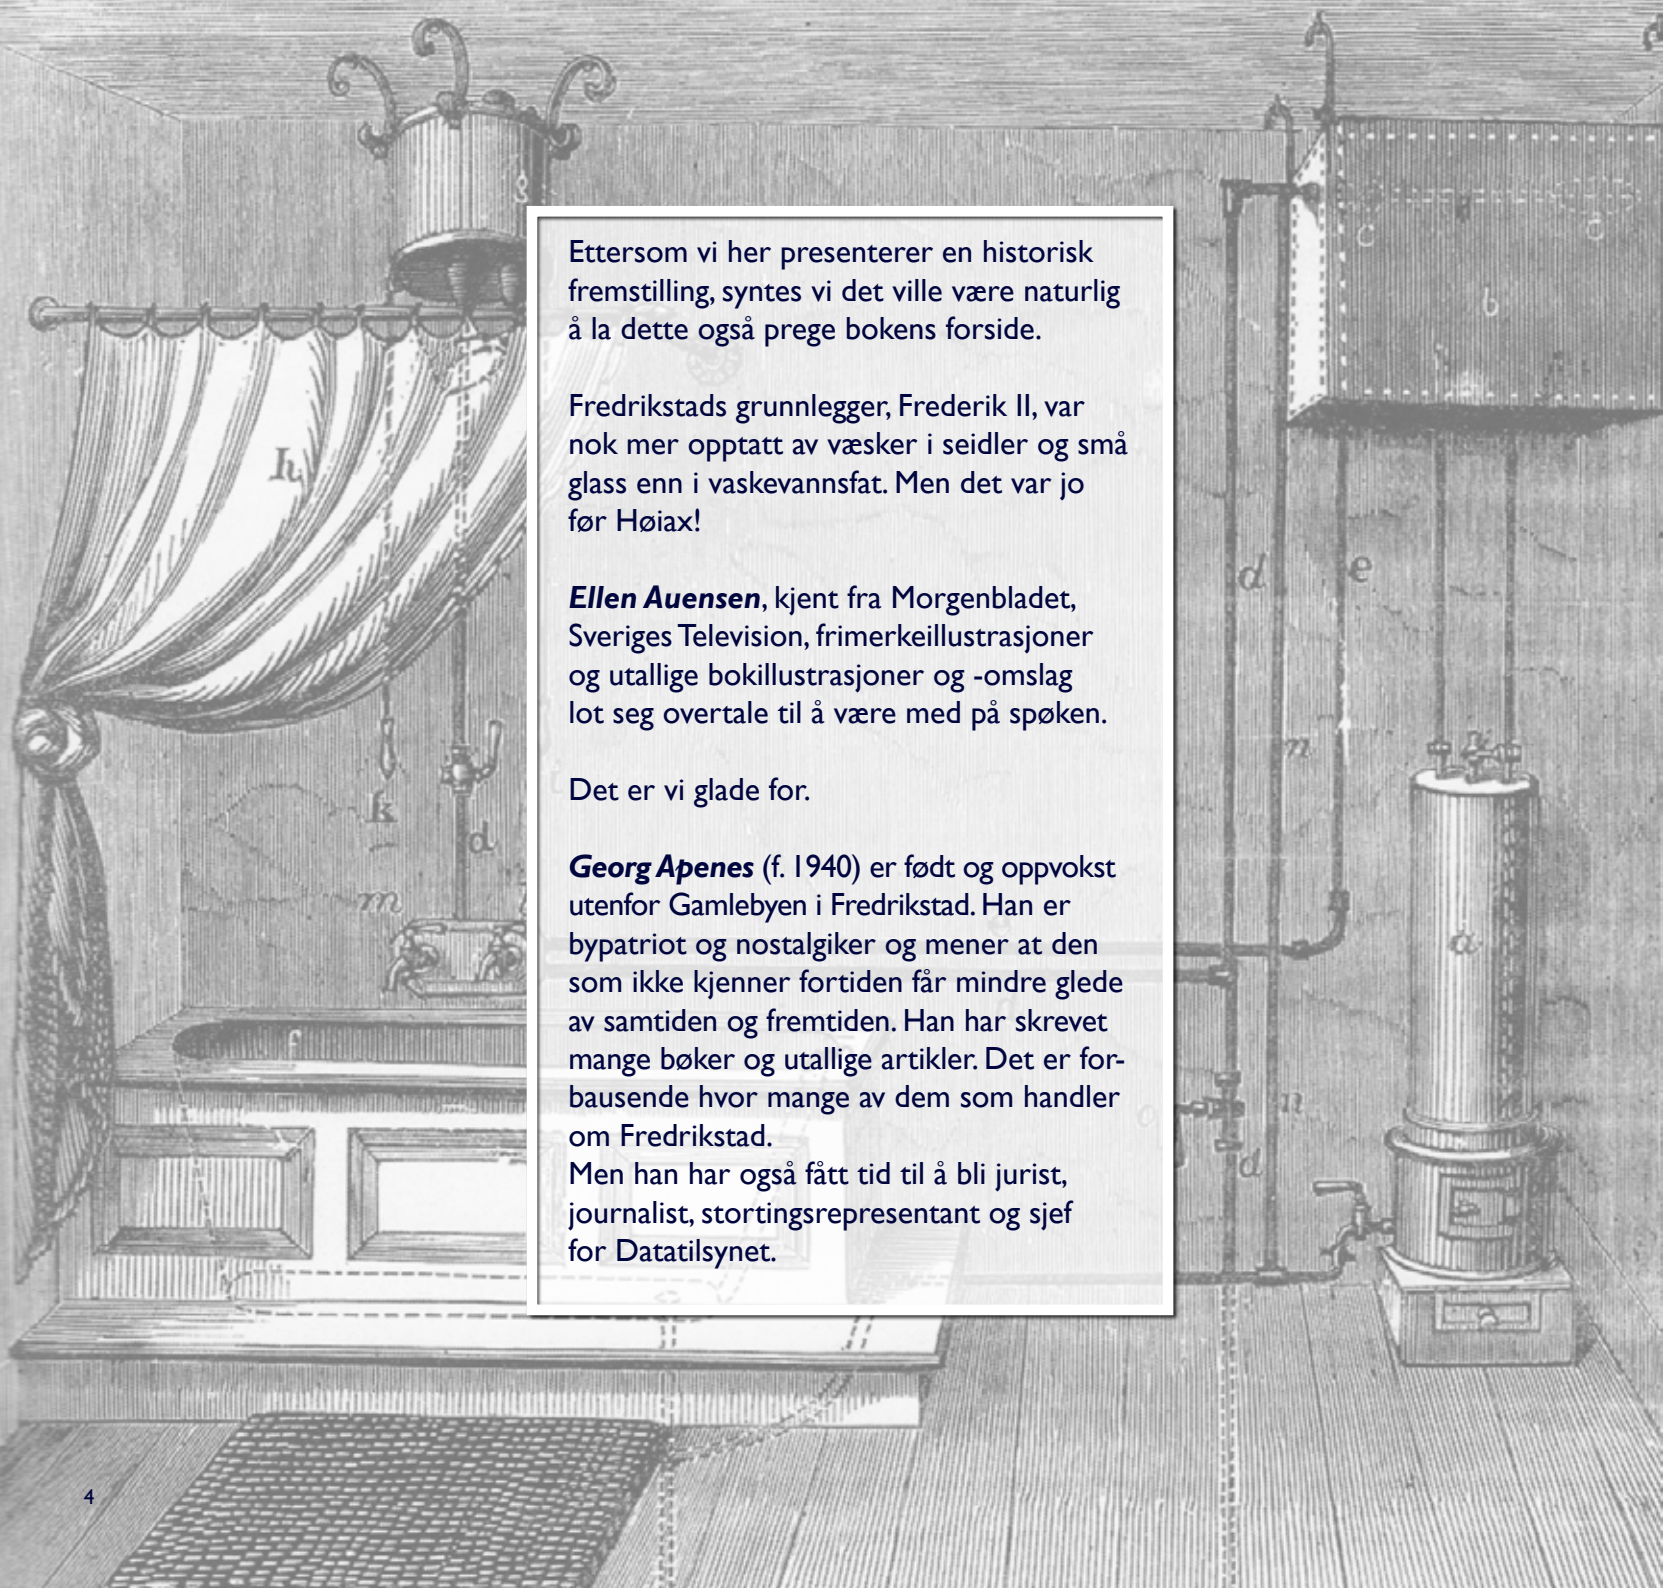 Ettersom vi her presenterer en historisk
fremstilling, syntes vi det ville være naturlig
å la dette også prege bokens forside.
Fredrikstads grunnlegger, Frederik II, var
nok mer opptatt av væsker i seidler og små
glass enn i vaskevannsfat. Men det var jo
før Høiax!
Ellen Auensen, kjent fra Morgenbladet,
Sveriges Television, frimerkeillustrasjoner
og utallige bokillustrasjoner og -omslag
lot seg overtale til å være med på spøken.
Det er vi glade for.
Georg Apenes (f. 1940) er født og oppvokst
utenfor Gamlebyen i Fredrikstad. Han er
bypatriot og nostalgiker og mener at den
som ikke kjenner fortiden får mindre glede
av samtiden og fremtiden. Han har skrevet
mange bøker og utallige artikler. Det er for-
bausende hvor mange av dem som handler
om Fredrikstad.
Men han har også fått tid til å bli jurist,
journalist, stortingsrepresentant og sjef
for Datatilsynet.
g
c
c
b
h
d
e
n
k
d
m
a
f
n
d
4